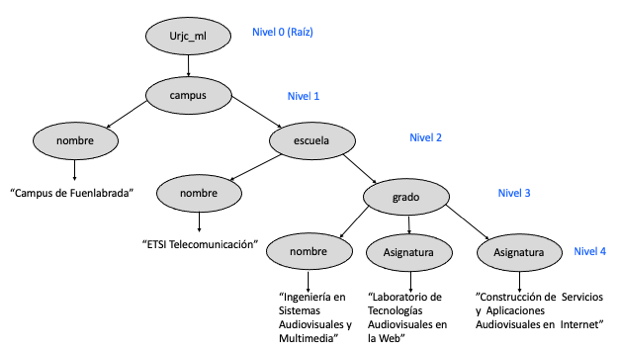 Urjc_ml
Nivel 0 (Raíz)
campus
Nivel 1
nombre
escuela
Nivel 2
“Campus de Fuenlabrada”
nombre
grado
Nivel 3
“ETSI Telecomunicación”
nombre
Asignatura
Asignatura
Nivel 4
“Ingeniería en
Sistemas
Audiovisuales y
Multimedia”
“Laboratorio de
Tecnologías
Audiovisuales en
la Web”
”Construcción de Servicios
y Aplicaciones
Audiovisuales en Internet”